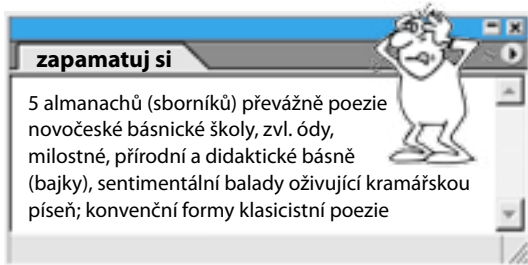 zapamatuj si
5 almanachů (sborníků) převážně poezie
novočeské básnické školy, zvl. ódy,
milostné, přírodní a didaktické básně
(bajky), sentimentální balady oživující kramářskou
píseň; konvenční formy klasicistní poezie